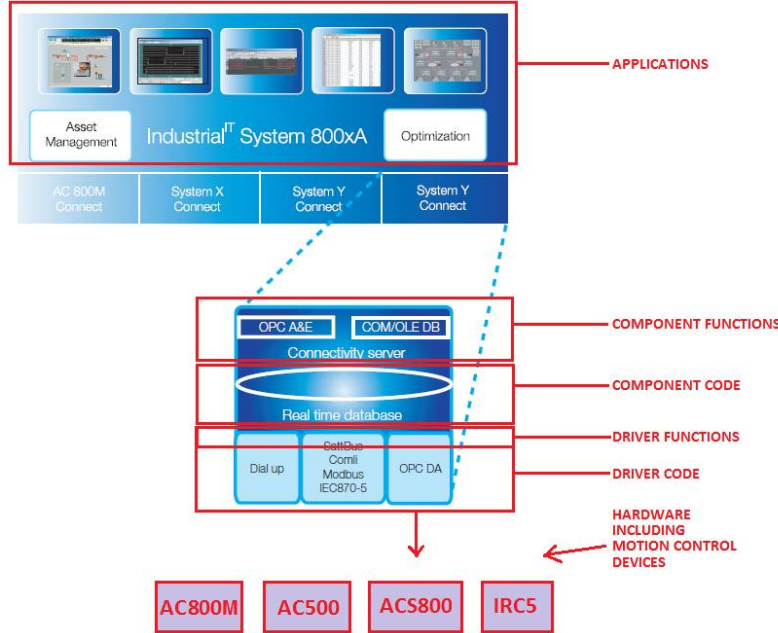 APPLICATIONS
Asset
Management
Industrial IT System 800xA
Optimization
AC 800M
Connect
System X
Connect
System Y
Connect
System Y
Connect
OPC A&E
COM/OLE DB
Connectivity server
COMPONENT FUNCTIONS
COMPONENT CODE
Real time database
DRIVER FUNCTIONS
Dial up
SattBus
Comli
Modbus
IEC870-5
OPC DA
DRIVER CODE
HARDWARE
INCLUDING
MOTION CONTROL
DEVICES
AC800M
AC500
ACS800
IRC5